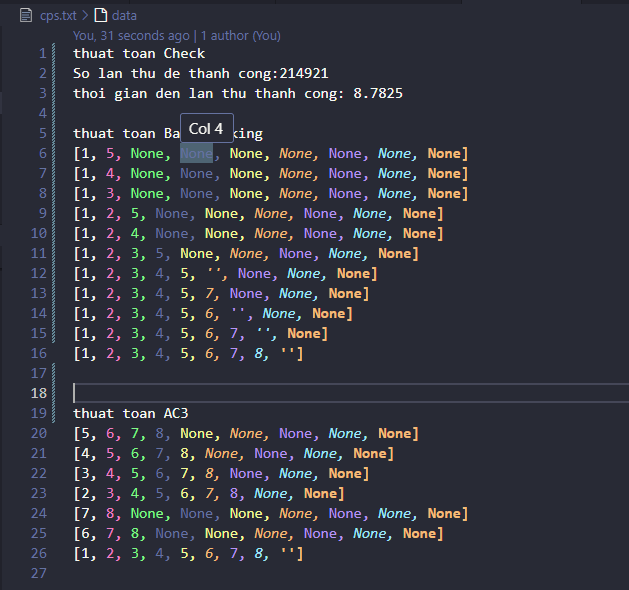 cps.txt > data
You, 31 seconds ago | 1 author (You)
1 thuat toan Check
2 So lan thu de thanh cong:214921
3 thoi gian den lan thu thanh cong: 8.7825
4
Col 4
5 thuat toan Ba king
6 [1, 5, None, None, None, None, None, None, None]
7 [1, 4, None, None, None, None, None, None, None]
8 [1, 3, None, None, None, None, None, None, None]
9 [1, 2, 5, None, None, None, None, None, None]
10 [1, 2, 4, None, None, None, None, None, None]
11 [1, 2, 3, 5, None, None, None, None, None]
12 [1, 2, 3, 4, 5, '', None, None, None]
13 [1, 2, 3, 4, 5, 7, None, None, None]
14 [1, 2, 3, 4, 5, 6, '', None, None]
15 [1, 2, 3, 4, 5, 6, 7, '', None]
16 [1, 2, 3, 4, 5, 6, 7, 8, '']
17
18
19 thuat toan AC3
20 [5, 6, 7, 8, None, None, None, None, None]
21 [4, 5, 6, 7, 8, None, None, None, None]
22 [3, 4, 5, 6, 7, 8, None, None, None]
23 [2, 3, 4, 5, 6, 7, 8, None, None]
24 [7, 8, None, None, None, None, None, None, None]
25 [6, 7, 8, None, None, None, None, None, None]
26 [1, 2, 3, 4, 5, 6, 7, 8, '']
27